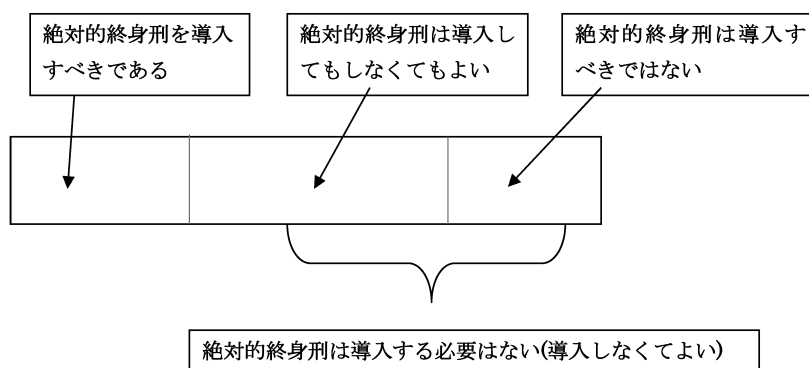 絶対的終身刑を導入
すべきである
絶対的終身刑は導入し
てもしなくてもよい
絶対的終身刑は導入す
べきではない
絶対的終身刑は導入する必要はない(導入しなくてよい)